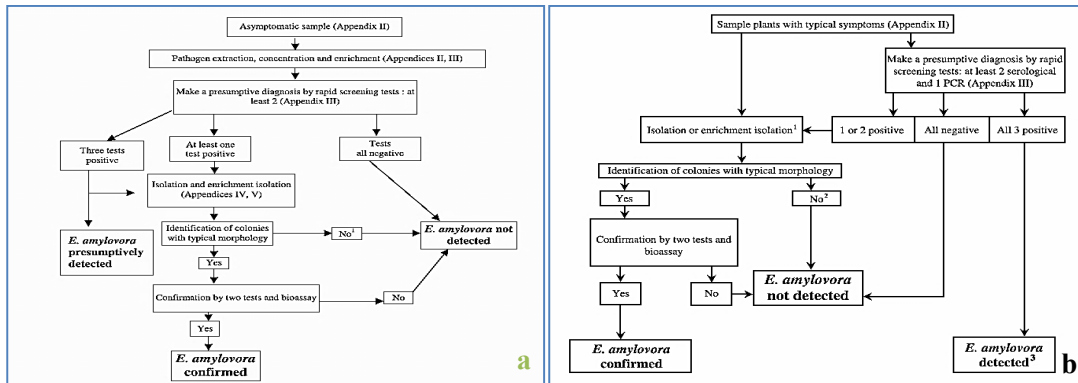 Asymptomatic sample (Appendix II)
Pathogen extraction, concentration and enrichment (Appendices II, III)
Make a presumptive diagnosis by rapid screening tests : at
least 2 (Appendix III)
Three tests
positive
At least one
test positive
Tests
all negative
Isolation and enrichment isolation
(Appendices IV, V)
E. amylovora
presumptively
detected
Identification of colonies
with typical morphology
No¹
E. amylovora not
detected
Yes
Confirmation by two tests and bioassay
No
Yes
E. amylovora
confirmed
a
Sample plants with typical symptoms (Appendix II)
Make a presumptive diagnosis by rapid
screening tests: at least 2 serological
and 1 PCR (Appendix III)
Isolation or enrichment isolation¹
1 or 2 positive
All negative
All 3 positive
Identification of colonies with typical morphology
Yes
No²
Confirmation by two tests and
bioassay
Yes
No
E. amylovora
not detected
E. amylovora
confirmed
E. amylovora
detected³
b